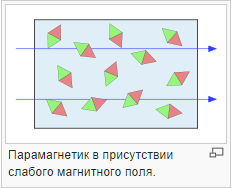 Парамагнетик в присутствии
слабого магнитного поля.